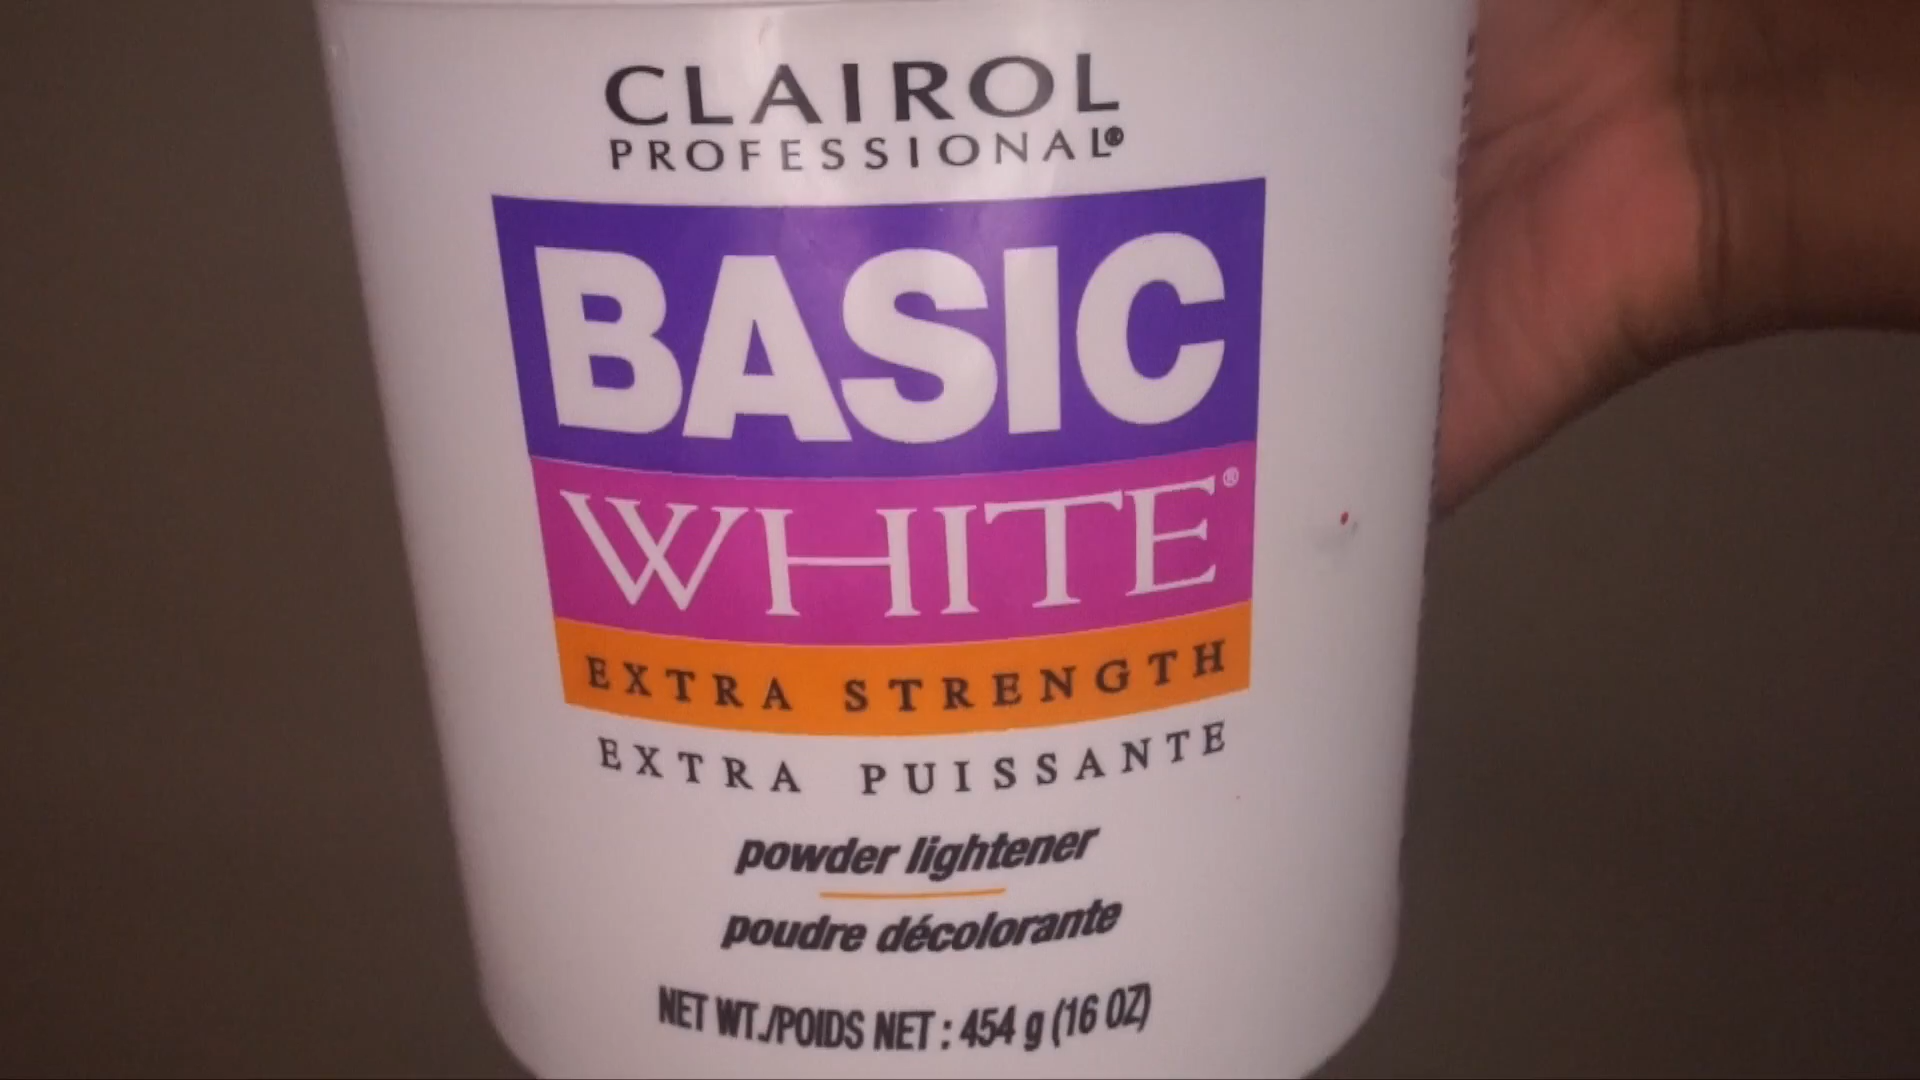 CLAIROL
PROFESSIONAL®
BASIC
WHITE®
EXTRA STRENGTH
EXTRA PUISSANTE
powder lightener
poudre décolorante
NET WT./POIDS NET : 454 g (16 OZ)